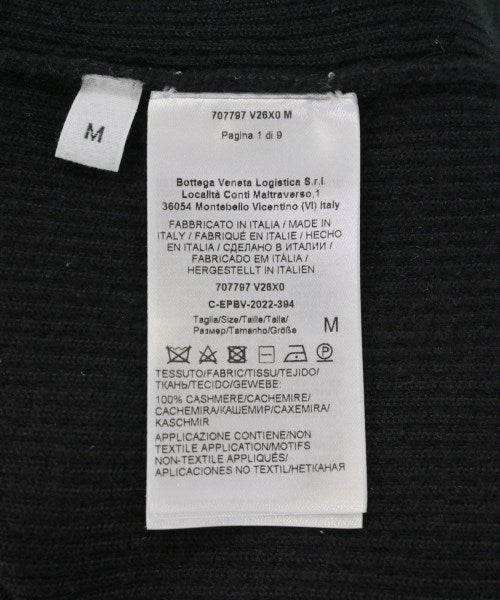 M
707797 V26X0 M
Pagina 1 di 9
Bottega Veneta Logistica S.r.l.
Località Conti Maltraverso,1
36054 Montebello Vicentino (VI) Italy
FABBRICATO IN ITALIA / MADE IN
ITALY / FABRIQUÉ EN ITALIE / HECHO
EN ITALIA / СДЕЛАНО В ИТАЛИИ /
FABRICADO EM ITÁLIA /
HERGESTELLT IN ITALIEN
707797 V26X0
C-EPBV-2022-394
Taglia/Size/Taille/Talla/
Размер/Tamanho/Größe M
P
TESSUTO/FABRIC/TISSU/TEJIDO/
ТКАНЬ/TECIDO/GEWEBE:
100% CASHMERE/CACHEMIRE/
CACHEMIRA/КАШЕМИР/CAXEMIRA/
KASCHMIR
APPLICAZIONE CONTIENE/NON
TEXTILE APPLICATION/MOTIFS
NON-TEXTILE APPLIQUÉS/
APLICACIONES NO TEXTIL/НЕТКАНАЯ